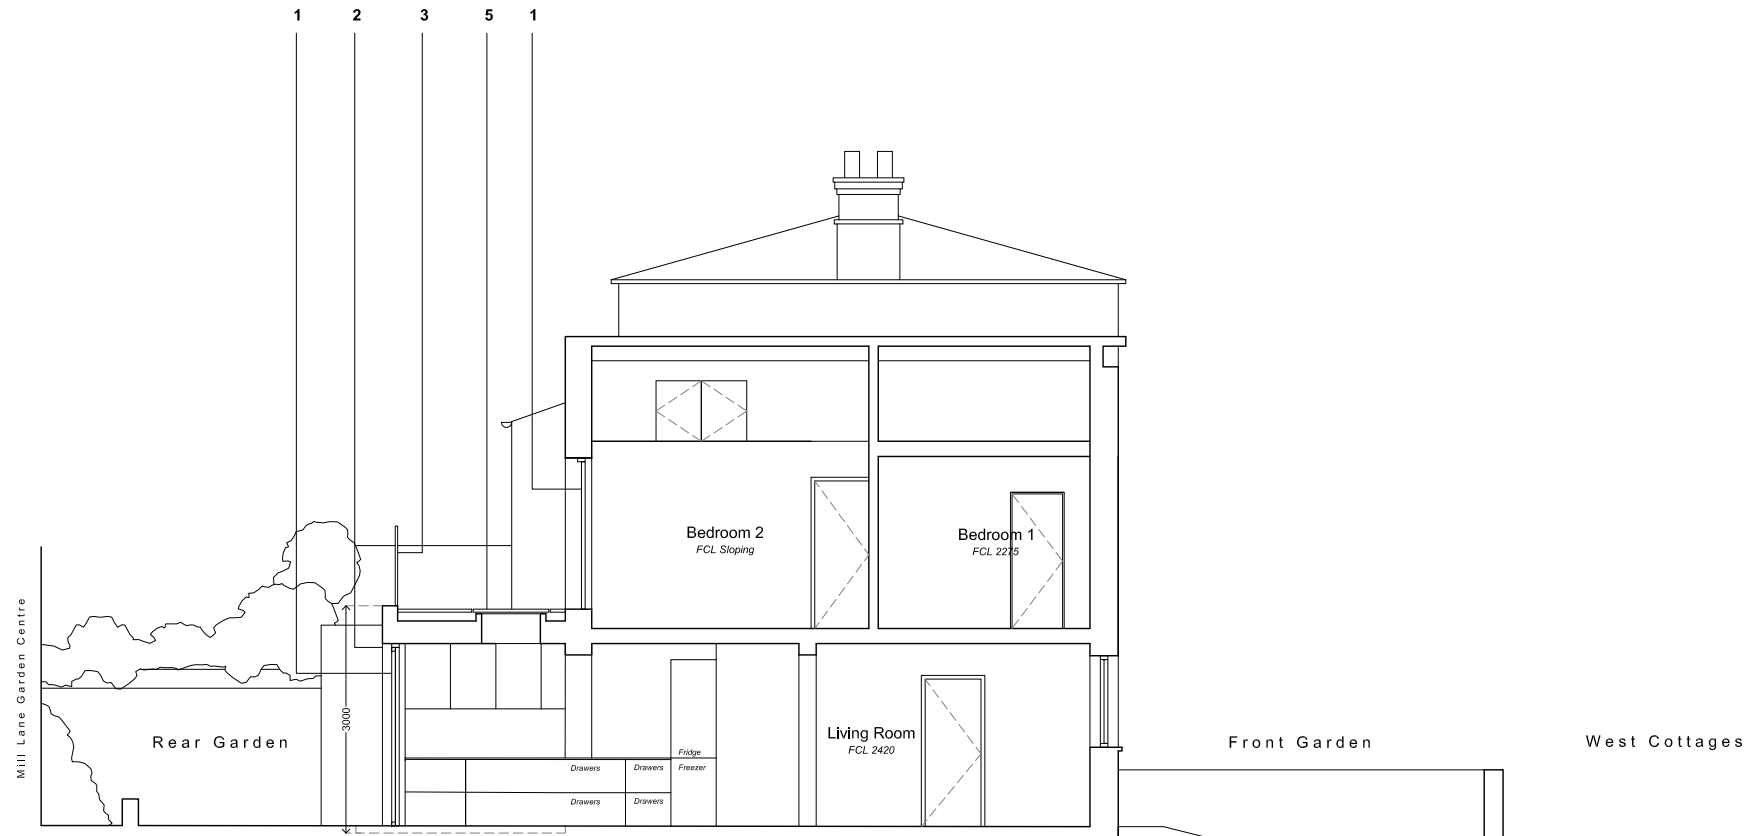 1 2 3 5 1
Bedroom 2
FCL Sloping
Bedroom 1
FCL 2275
Mill Lane Garden Centre
Rear Garden
3000
Living Room
FCL 2420
Front Garden
West Cottages
Fridge
Drawers Drawers Freezer
Drawers Drawers